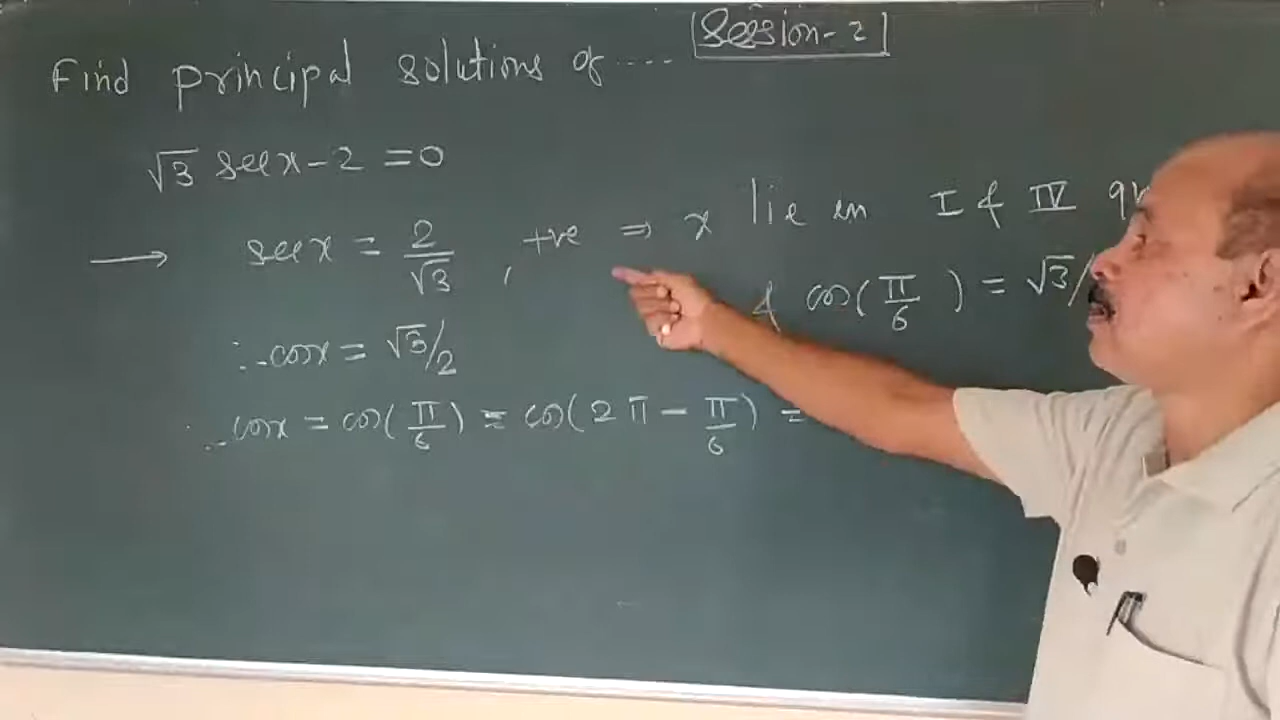 Session-2
Find principal solutions of ....
√3 sec x - 2 = 0
→ sec x = 2/√3 , +ve ⇒ x lie in I & IV
& cos(π/6) = √3/
∴ cos x = √3/2
∴ cos x = cos(π/6) = cos(2π - π/6) =